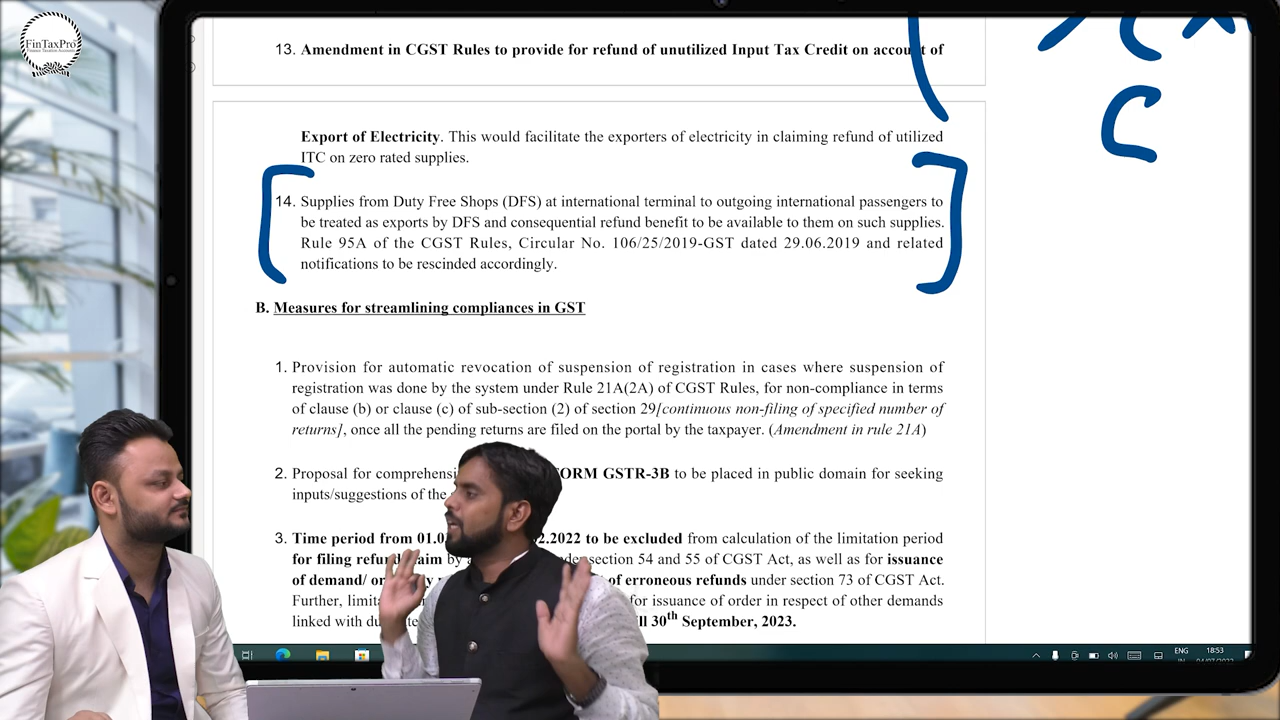 FinTaxPro
13. Amendment in CGST Rules to provide for refund of unutilized Input Tax Credit on account of
Export of Electricity. This would facilitate the exporters of electricity in claiming refund of utilized
ITC on zero rated supplies.
14. Supplies from Duty Free Shops (DFS) at international terminal to outgoing international passengers to
be treated as exports by DFS and consequential refund benefit to be available to them on such supplies.
Rule 95A of the CGST Rules, Circular No. 106/25/2019-GST dated 29.06.2019 and related
notifications to be rescinded accordingly.
B. Measures for streamlining compliances in GST
1. Provision for automatic revocation of suspension of registration in cases where suspension of
registration was done by the system under Rule 21A(2A) of CGST Rules, for non-compliance in terms
of clause (b) or clause (c) of sub-section (2) of section 29[continuous non-filing of specified number of
returns], once all the pending returns are filed on the portal by the taxpayer. (Amendment in rule 21A)
2. Proposal for FORM GSTR-3B to be placed in public domain for seeking
inputs/suggestions of the
3. Time period from 2.2022 to be excluded from calculation of the limitation period
for filing refund claim by section 54 and 55 of CGST Act, as well as for issuance
of demand/ of erroneous refunds under section 73 of CGST Act.
Further, for issuance of order in respect of other demands
linked with 30th September, 2023.
ENG
18:53
C